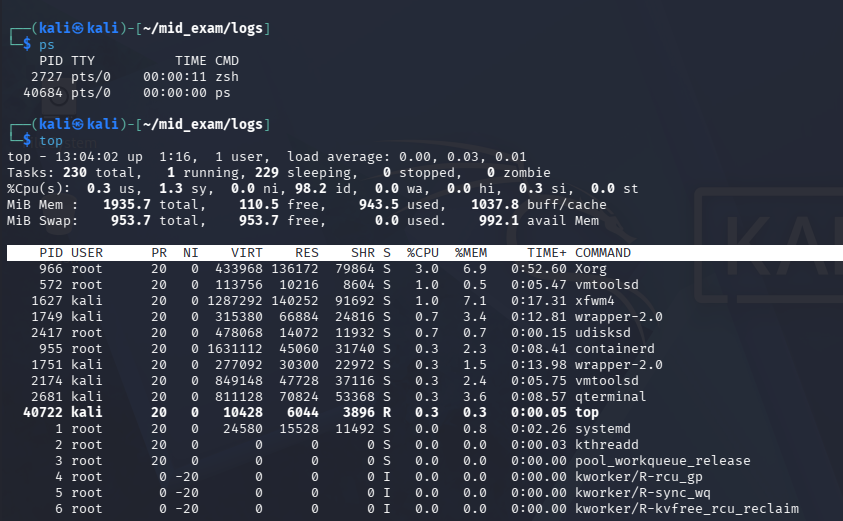 ┌──(kali㉿kali)-[~/mid_exam/logs]
└─$ ps
    PID TTY          TIME CMD
   2727 pts/0    00:00:11 zsh
  40684 pts/0    00:00:00 ps
┌──(kali㉿kali)-[~/mid_exam/logs]
└─$ top
top - 13:04:02 up  1:16,  1 user,  load average: 0.00, 0.03, 0.01
Tasks: 230 total,   1 running, 229 sleeping,   0 stopped,   0 zombie
%Cpu(s):  0.3 us,  1.3 sy,  0.0 ni, 98.2 id,  0.0 wa,  0.0 hi,  0.3 si,  0.0 st
MiB Mem :   1935.7 total,    110.5 free,    943.5 used,   1037.8 buff/cache
MiB Swap:    953.7 total,    953.7 free,      0.0 used.    992.1 avail Mem
    PID USER      PR  NI    VIRT    RES    SHR S  %CPU  %MEM     TIME+ COMMAND
    966 root      20   0  433968 136172  79864 S   3.0   6.9   0:52.60 Xorg
    572 root      20   0  113756  10216   8604 S   1.0   0.5   0:05.47 vmtoolsd
   1627 kali      20   0 1287292 140252  91692 S   1.0   7.1   0:17.31 xfwm4
   1749 kali      20   0  315380  66884  24816 S   0.7   3.4   0:12.81 wrapper-2.0
   2417 root      20   0  478068  14072  11932 S   0.7   0.7   0:00.15 udisksd
    955 root      20   0 1631112  45060  31740 S   0.3   2.3   0:08.41 containerd
   1751 kali      20   0  277092  30300  22972 S   0.3   1.5   0:13.98 wrapper-2.0
   2174 kali      20   0  849148  47728  37116 S   0.3   2.4   0:05.75 vmtoolsd
   2681 kali      20   0  811128  70824  53368 S   0.3   3.6   0:08.57 qterminal
  40722 kali      20   0   10428   6044   3896 R   0.3   0.3   0:00.05 top
      1 root      20   0   24580  15528  11492 S   0.0   0.8   0:02.26 systemd
      2 root      20   0       0      0      0 S   0.0   0.0   0:00.03 kthreadd
      3 root      20   0       0      0      0 S   0.0   0.0   0:00.00 pool_workqueue_release
      4 root       0 -20       0      0      0 I   0.0   0.0   0:00.00 kworker/R-rcu_gp
      5 root       0 -20       0      0      0 I   0.0   0.0   0:00.00 kworker/R-sync_wq
      6 root       0 -20       0      0      0 I   0.0   0.0   0:00.00 kworker/R-kvfree_rcu_reclaim